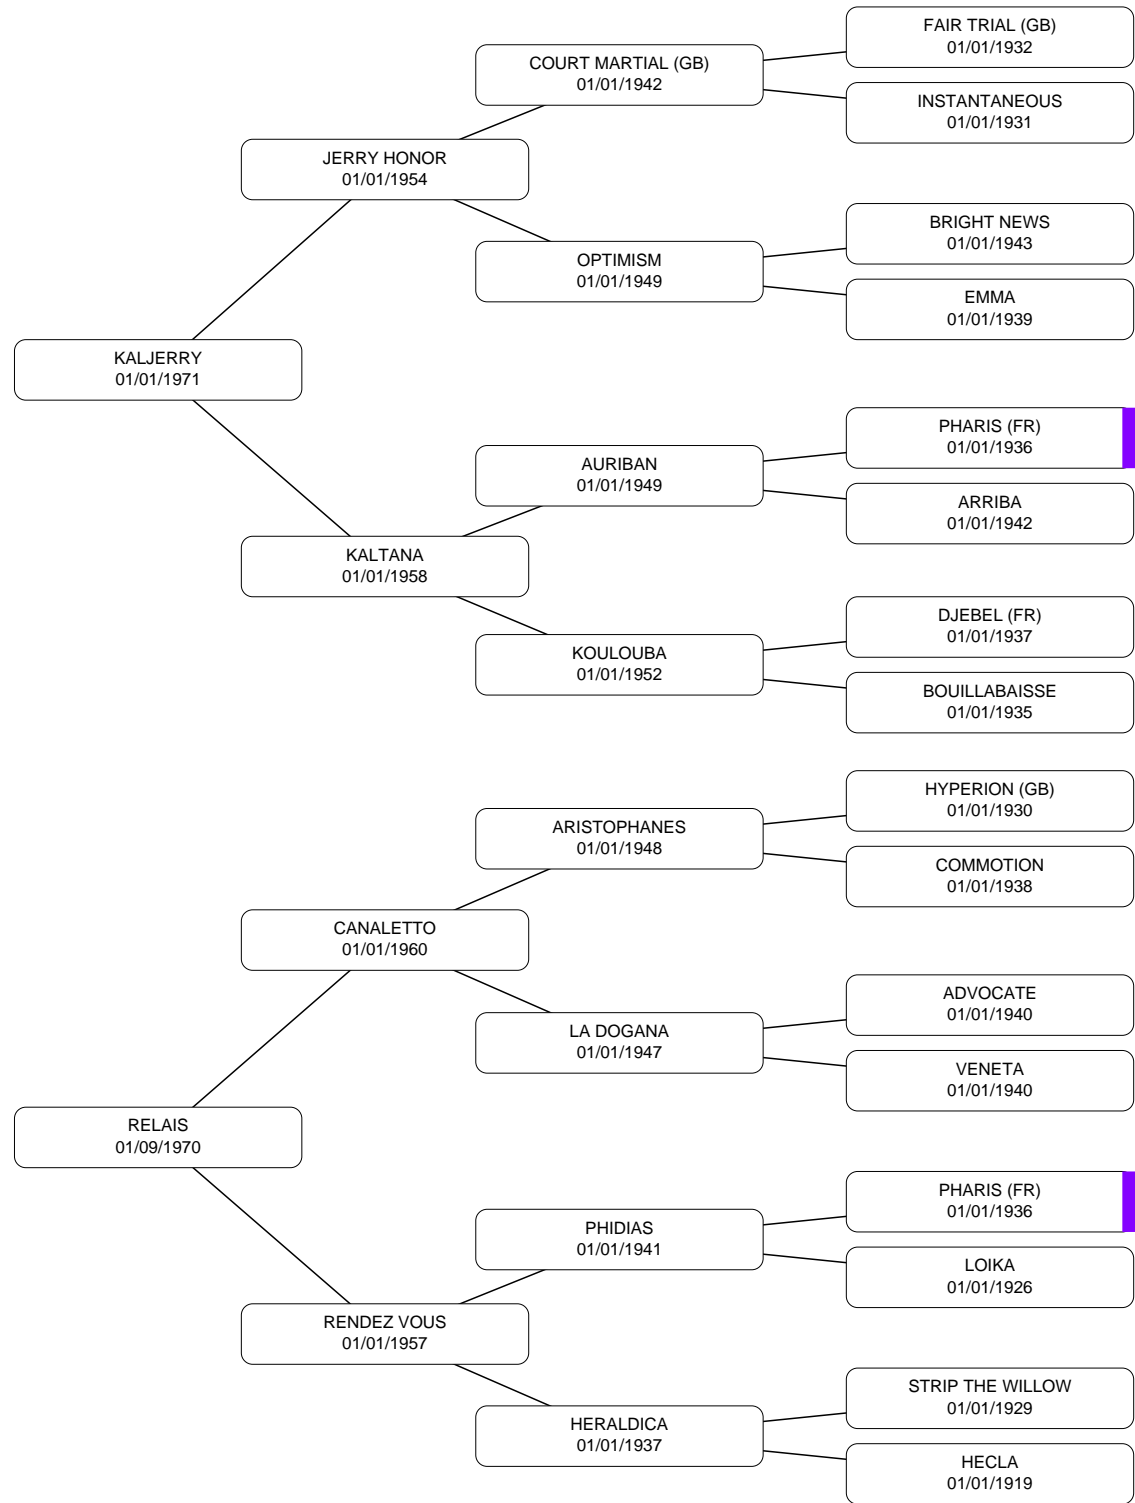 FAIR TRIAL (GB)
01/01/1932
COURT MARTIAL (GB)
01/01/1942
INSTANTANEOUS
01/01/1931
JERRY HONOR
01/01/1954
BRIGHT NEWS
01/01/1943
OPTIMISM
01/01/1949
EMMA
01/01/1939
KALJERRY
01/01/1971
PHARIS (FR)
01/01/1936
AURIBAN
01/01/1949
ARRIBA
01/01/1942
KALTANA
01/01/1958
DJEBEL (FR)
01/01/1937
KOULOUBA
01/01/1952
BOUILLABAISSE
01/01/1935
HYPERION (GB)
01/01/1930
ARISTOPHANES
01/01/1948
COMMOTION
01/01/1938
CANALETTO
01/01/1960
ADVOCATE
01/01/1940
LA DOGANA
01/01/1947
VENETA
01/01/1940
RELAIS
01/09/1970
PHARIS (FR)
01/01/1936
PHIDIAS
01/01/1941
LOIKA
01/01/1926
RENDEZ VOUS
01/01/1957
STRIP THE WILLOW
01/01/1929
HERALDICA
01/01/1937
HECLA
01/01/1919